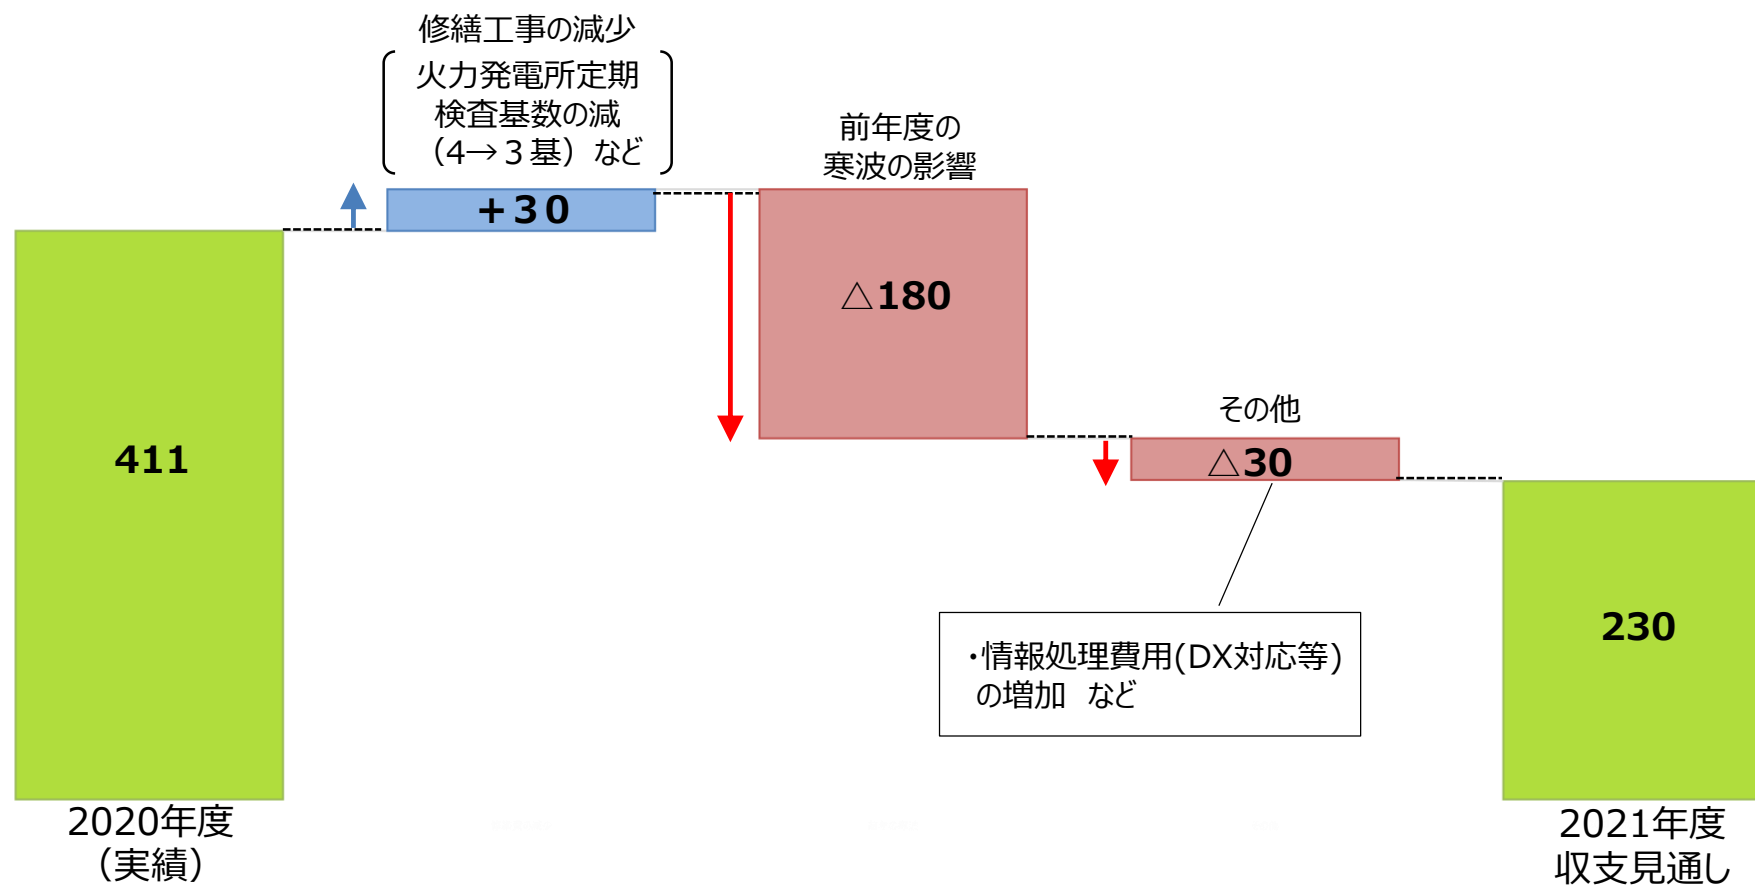 修繕工事の減少
火力発電所定期
検査基数の減
（4→３基）など
＋３０
前年度の
寒波の影響
△180
その他
△30
・情報処理費用(DX対応等)
の増加　など
411
230
2020年度
（実績）
2021年度
収支見通し